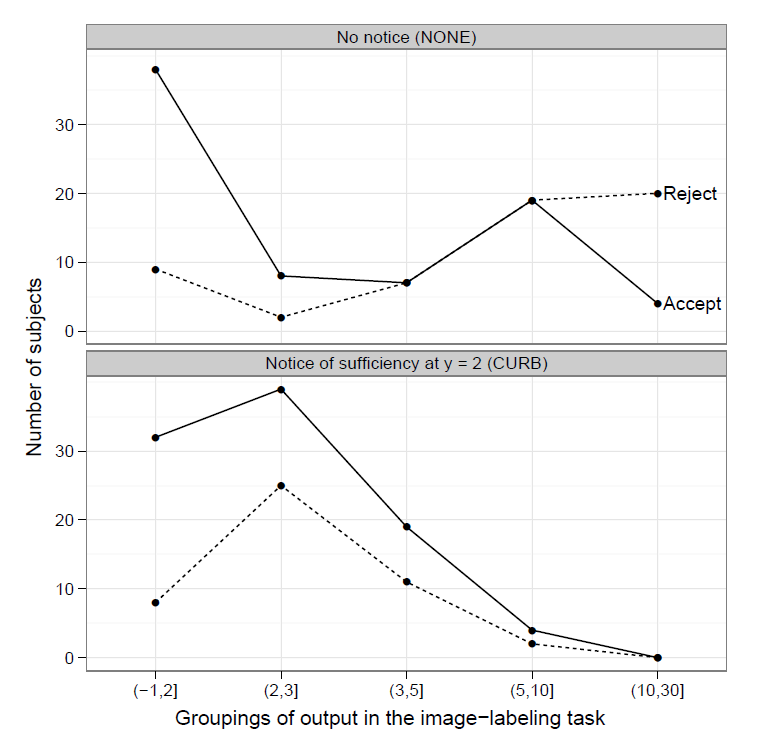 No notice (NONE)
30
20
10
0
Reject
Accept
Number of subjects
Notice of sufficiency at y = 2 (CURB)
30
20
10
0
(−1,2] (2,3] (3,5] (5,10] (10,30]
Groupings of output in the image−labeling task